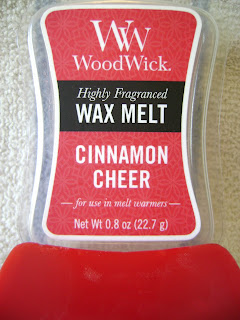 WW
WoodWick.
Highly Fragranced
WAX MELT
CINNAMON
CHEER
—for use in melt warmers—
Net Wt 0.8 oz (22.7 g)